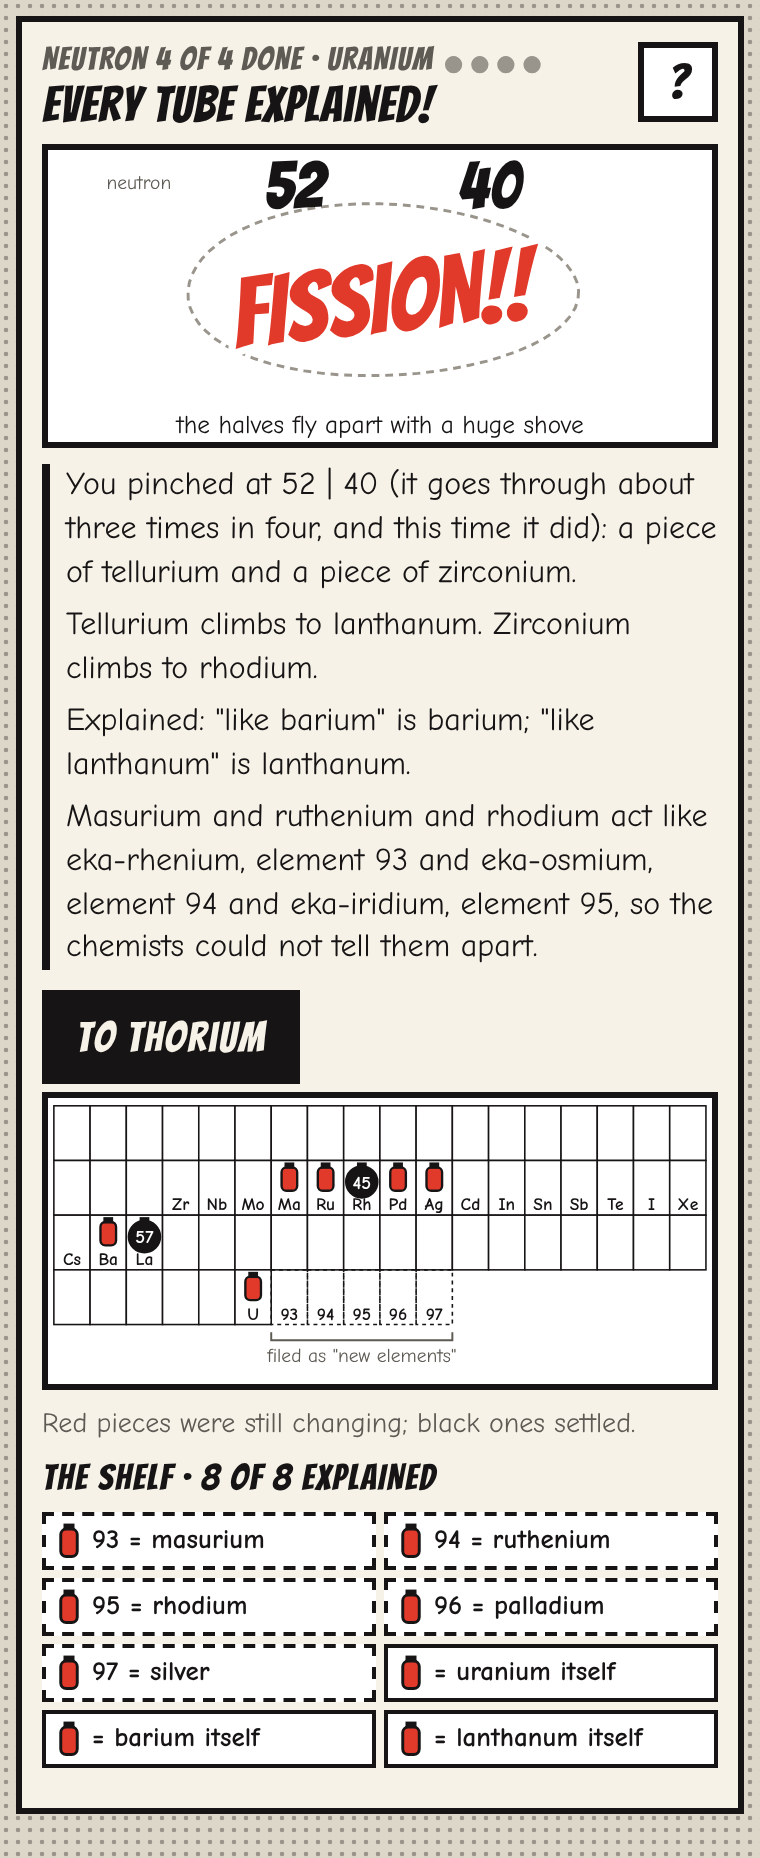 NEUTRON 4 OF 4 DONE · URANIUM
EVERY TUBE EXPLAINED!
?
neutron
52 40
FISSION!!
the halves fly apart with a huge shove
You pinched at 52 | 40 (it goes through about
three times in four, and this time it did): a piece
of tellurium and a piece of zirconium.
Tellurium climbs to lanthanum. Zirconium
climbs to rhodium.
Explained: "like barium" is barium; "like
lanthanum" is lanthanum.
Masurium and ruthenium and rhodium act like
eka-rhenium, element 93 and eka-osmium,
element 94 and eka-iridium, element 95, so the
chemists could not tell them apart.
TO THORIUM
45
Zr Nb Mo Ma Ru Rh Pd Ag Cd In Sn Sb Te I Xe
57
Cs Ba La
U 93 94 95 96 97
filed as "new elements"
Red pieces were still changing; black ones settled.
THE SHELF · 8 OF 8 EXPLAINED
93 = masurium
94 = ruthenium
95 = rhodium
96 = palladium
97 = silver
= uranium itself
= barium itself
= lanthanum itself